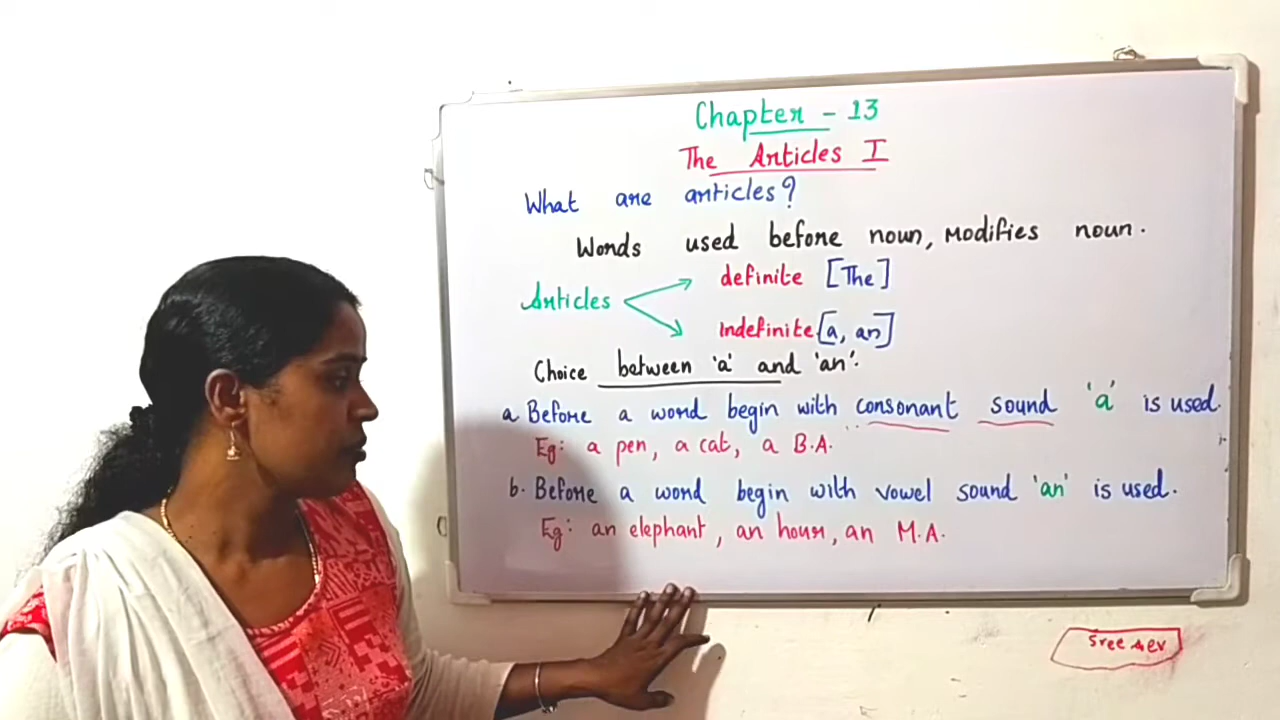 Chapter - 13
The Articles I
What are articles?
Words used before noun, modifies noun.
Articles
definite [The]
indefinite [a, an]
Choice between 'a' and 'an'.
a. Before a word begin with consonant sound 'a' is used.
Eg: a pen, a cat, a B.A.
b. Before a word begin with vowel sound 'an' is used.
Eg: an elephant, an hour, an M.A.
Sree